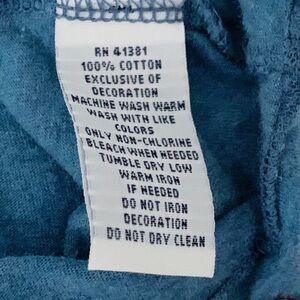 RN 41381
100% COTTON
EXCLUSIVE OF
DECORATION
MACHINE WASH WARM
WASH WITH LIKE
COLORS
ONLY NON-CHLORINE
BLEACH WHEN NEEDED
TUMBLE DRY LOW
WARM IRON
IF NEEDED
DO NOT IRON
DECORATION
DO NOT DRY CLEAN